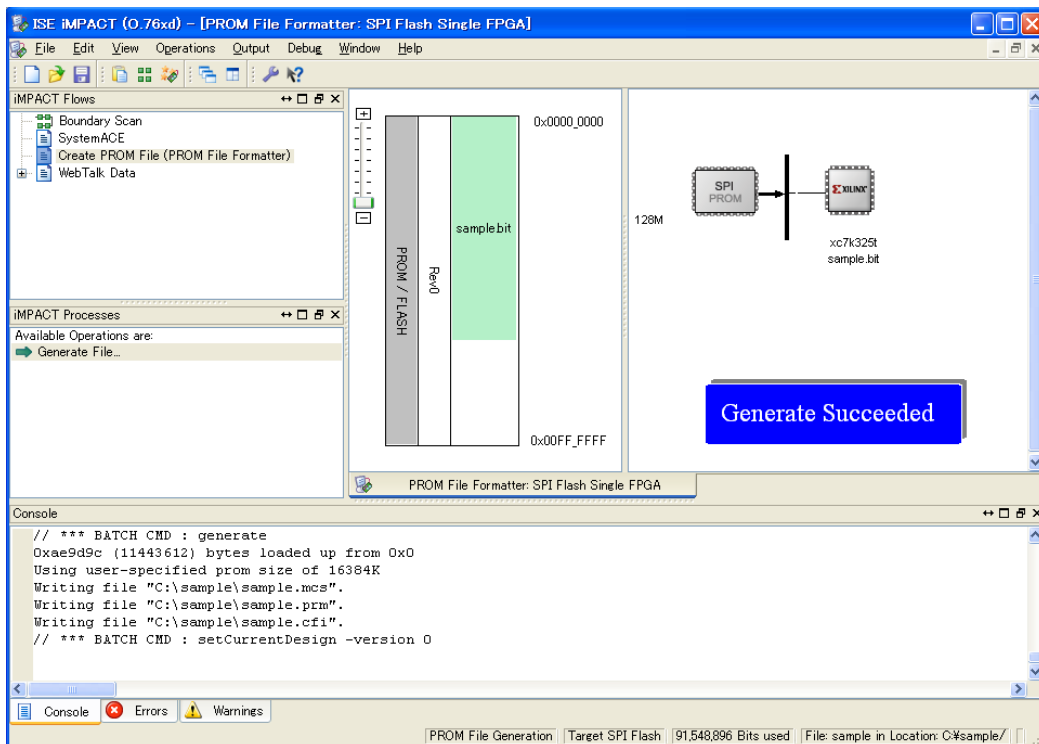 ISE iMPACT (O.76xd) - [PROM File Formatter: SPI Flash Single FPGA]
File Edit View Operations Output Debug Window Help
iMPACT Flows
Boundary Scan
SystemACE
Create PROM File (PROM File Formatter)
WebTalk Data
iMPACT Processes
Available Operations are:
Generate File...
PROM / FLASH
Rev0
sample.bit
0x0000_0000
0x00FF_FFFF
128M
SPI
PROM
XILINX
xc7k325t
sample.bit
Generate Succeeded
PROM File Formatter: SPI Flash Single FPGA
Console
// *** BATCH CMD : generate
0xae9d9c (11443612) bytes loaded up from 0x0
Using user-specified prom size of 16384K
Writing file "C:\sample\sample.mcs".
Writing file "C:\sample\sample.prm".
Writing file "C:\sample\sample.cfi".
// *** BATCH CMD : setCurrentDesign -version 0
Console Errors Warnings
PROM File Generation Target SPI Flash 91,548,896 Bits used File: sample in Location: C:¥sample/